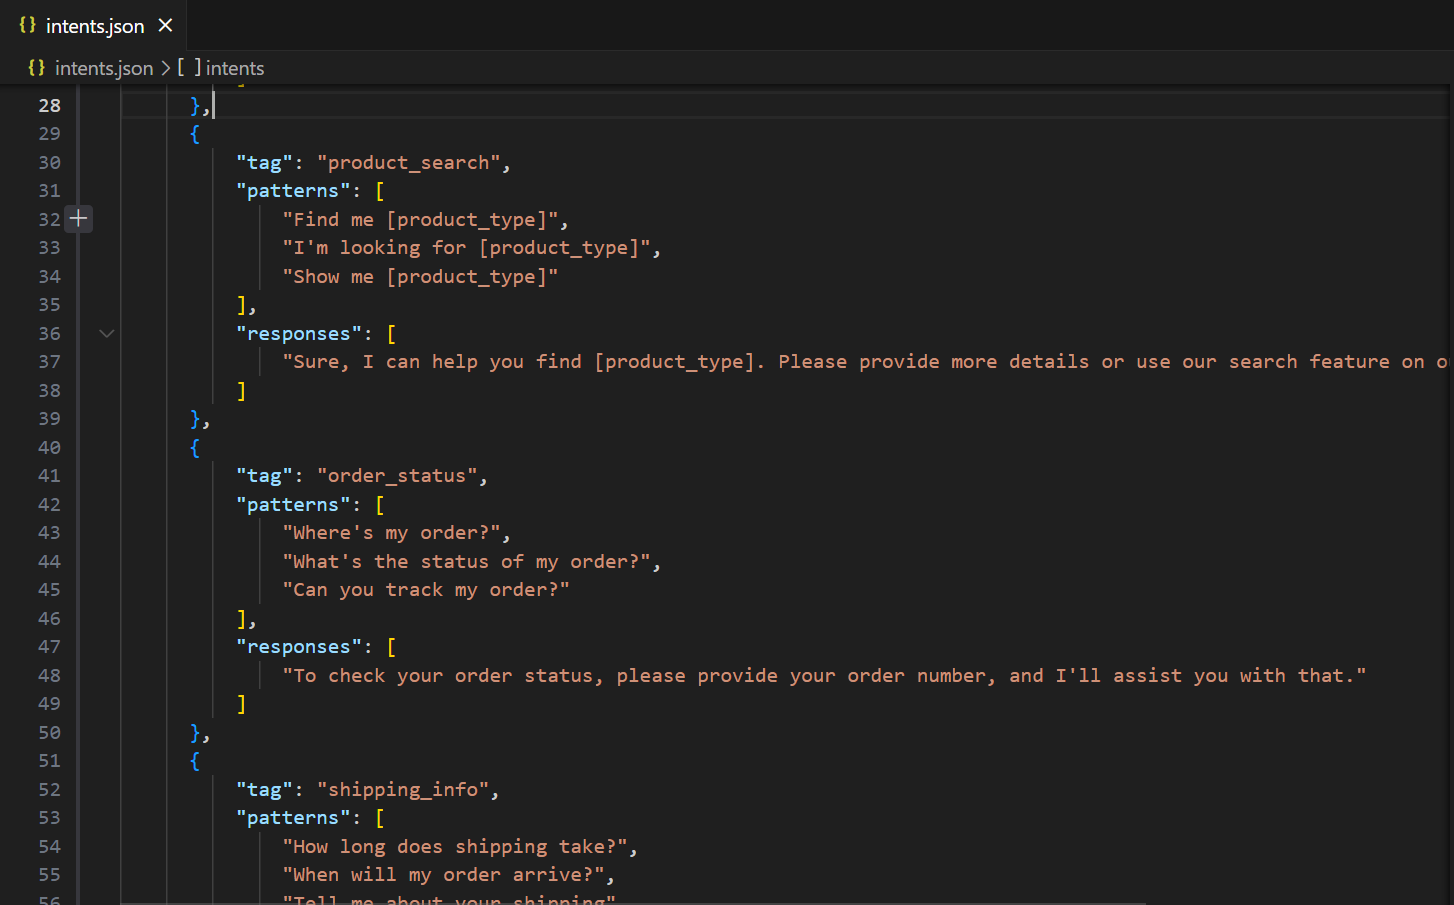 {} intents.json ×
{} intents.json > [ ] intents
28 },
29 {
30 "tag": "product_search",
31 "patterns": [
32 "Find me [product_type]",
33 "I'm looking for [product_type]",
34 "Show me [product_type]"
35 ],
36 "responses": [
37 "Sure, I can help you find [product_type]. Please provide more details or use our search feature on
38 ]
39 },
40 {
41 "tag": "order_status",
42 "patterns": [
43 "Where's my order?",
44 "What's the status of my order?",
45 "Can you track my order?"
46 ],
47 "responses": [
48 "To check your order status, please provide your order number, and I'll assist you with that."
49 ]
50 },
51 {
52 "tag": "shipping_info",
53 "patterns": [
54 "How long does shipping take?",
55 "When will my order arrive?",
56 "Tell me about your shipping"